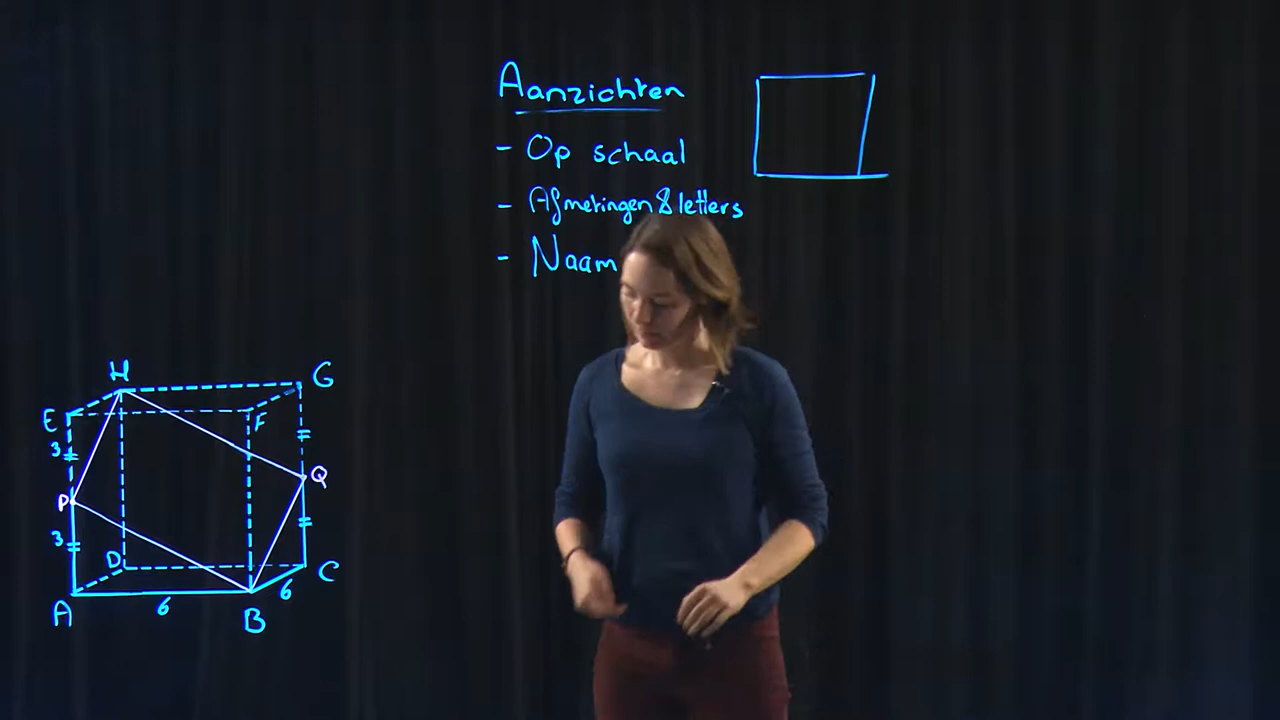 Aanzichten
- Op schaal
- Afmetingen & letters
- Naam
H
G
E
F
3
P
Q
3
D
C
A
6
B
6